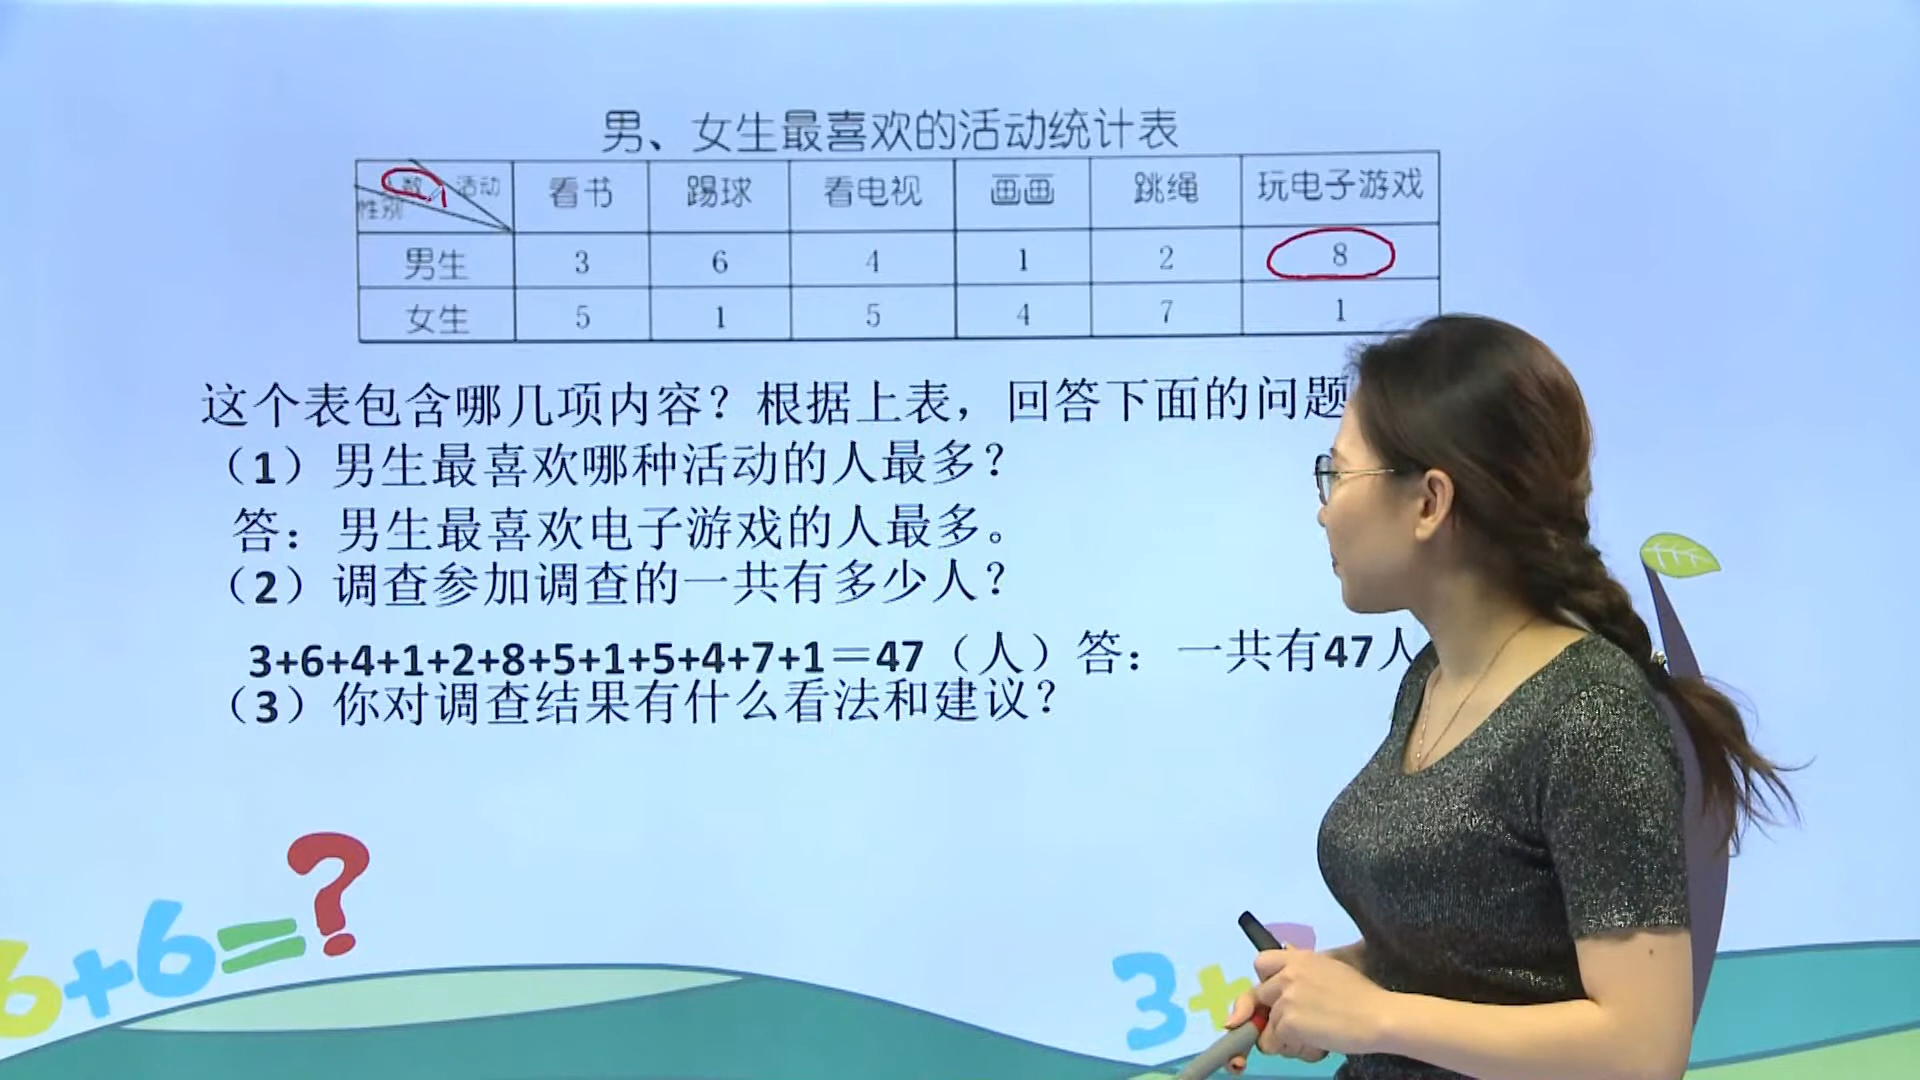 男、女生最喜欢的活动统计表
数 活动 看书 踢球 看电视 画画 跳绳 玩电子游戏
性别
男生 3 6 4 1 2 8
女生 5 1 5 4 7 1
这个表包含哪几项内容？根据上表，回答下面的问题
（1）男生最喜欢哪种活动的人最多？
答：男生最喜欢电子游戏的人最多。
（2）调查参加调查的一共有多少人？
3+6+4+1+2+8+5+1+5+4+7+1＝47（人）答：一共有47人
（3）你对调查结果有什么看法和建议？
6+6=?
3+